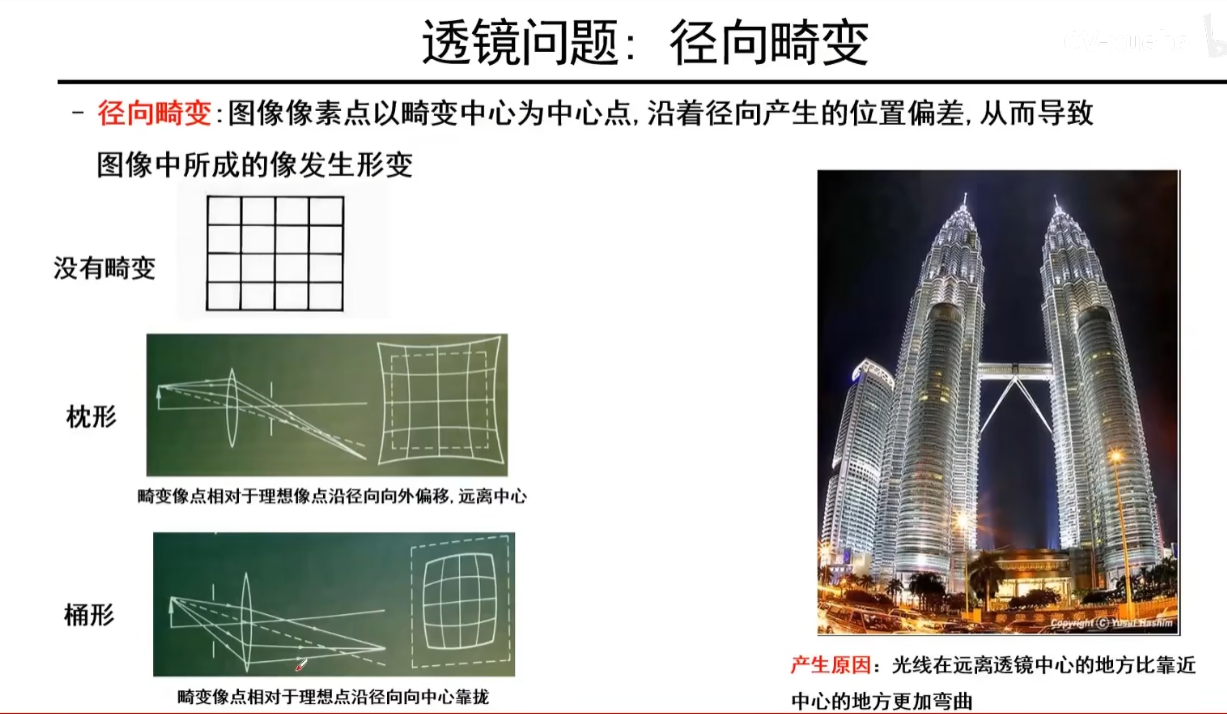 透镜问题：径向畸变
- 径向畸变:图像像素点以畸变中心为中心点,沿着径向产生的位置偏差,从而导致
图像中所成的像发生形变
没有畸变
枕形
畸变像点相对于理想像点沿径向向外偏移,远离中心
桶形
畸变像点相对于理想点沿径向向中心靠拢
Copyright (C) Yusuf Hashim
产生原因：光线在远离透镜中心的地方比靠近
中心的地方更加弯曲